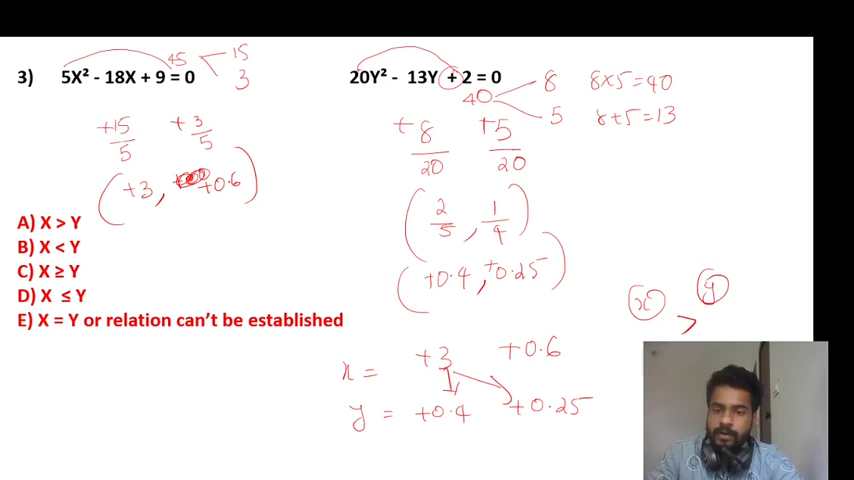 3) 5X² - 18X + 9 = 0
45
15
3
+15/5 +3/5
(+3, +0.6)
20Y² - 13Y + 2 = 0
40
8 8x5=40
5 8+5=13
+8/20 +5/20
(2/5, 1/4)
(+0.4, +0.25)
A) X > Y
B) X < Y
C) X ≥ Y
D) X ≤ Y
E) X = Y or relation can't be established
x > y
x = +3 +0.6
y = +0.4 +0.25